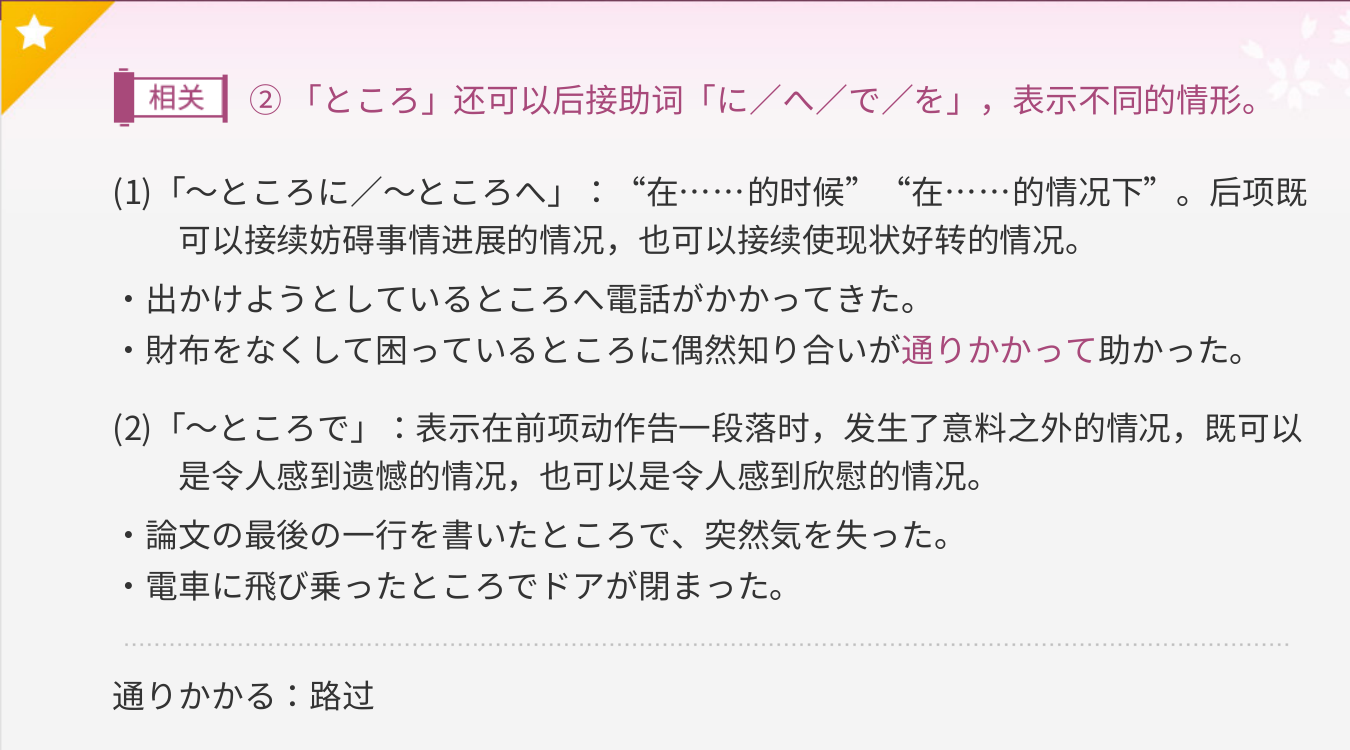 相关 ② 「ところ」还可以后接助词「に／へ／で／を」，表示不同的情形。
(1)「～ところに／～ところへ」：“在……的时候”“在……的情况下”。后项既
可以接续妨碍事情进展的情况，也可以接续使现状好转的情况。
・出かけようとしているところへ電話がかかってきた。
・財布をなくして困っているところに偶然知り合いが通りかかって助かった。
(2)「～ところで」：表示在前项动作告一段落时，发生了意料之外的情况，既可以
是令人感到遗憾的情况，也可以是令人感到欣慰的情况。
・論文の最後の一行を書いたところで、突然気を失った。
・電車に飛び乗ったところでドアが閉まった。
通りかかる：路过